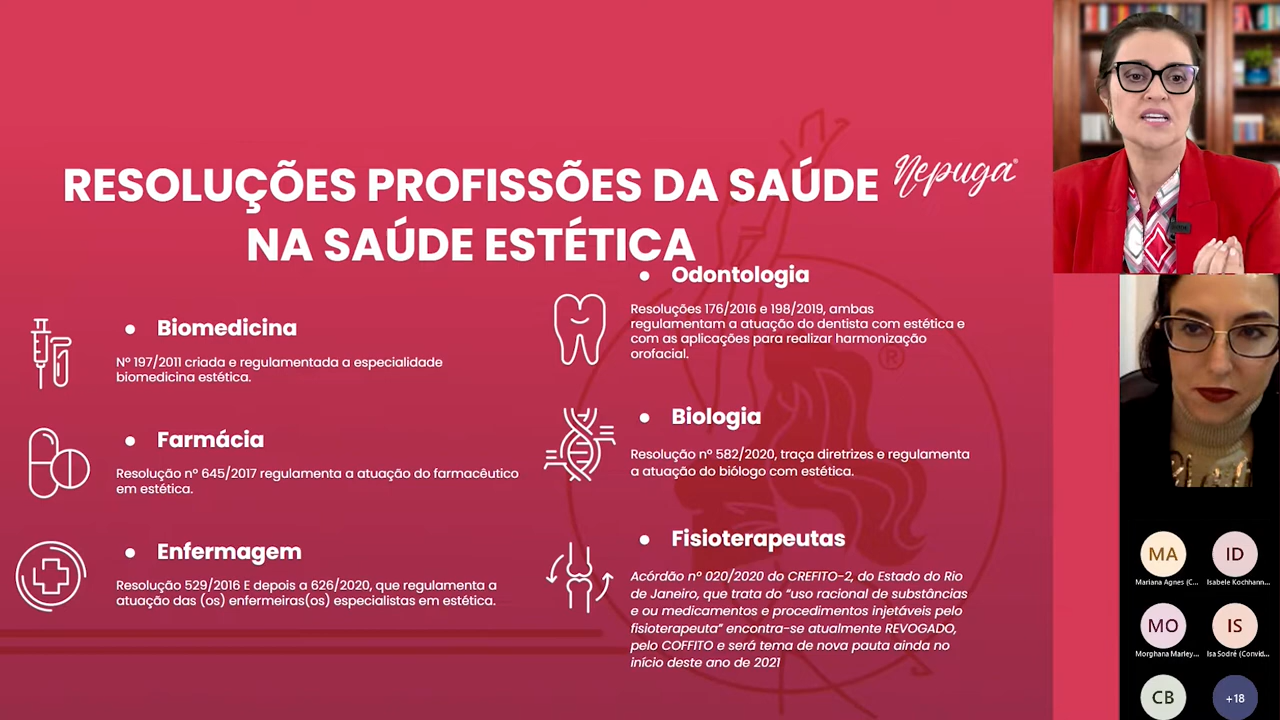 RESOLUÇÕES PROFISSÕES DA SAÚDE
NA SAÚDE ESTÉTICA
Nepuga
• Biomedicina
Nº 197/2011 criada e regulamentada a especialidade
biomedicina estética.
• Farmácia
Resolução nº 645/2017 regulamenta a atuação do farmacêutico
em estética.
• Enfermagem
Resolução 529/2016 E depois a 626/2020, que regulamenta a
atuação das (os) enfermeiras(os) especialistas em estética.
• Odontologia
Resoluções 176/2016 e 198/2019, ambas
regulamentam a atuação do dentista com estética e
com as aplicações para realizar harmonização
orofacial.
• Biologia
Resolução nº 582/2020, traça diretrizes e regulamenta
a atuação do biólogo com estética.
• Fisioterapeutas
Acórdão nº 020/2020 do CREFITO-2, do Estado do Rio
de Janeiro, que trata do “uso racional de substâncias
e ou medicamentos e procedimentos injetáveis pelo
fisioterapeuta” encontra-se atualmente REVOGADO,
pelo COFFITO e será tema de nova pauta ainda no
início deste ano de 2021
®
MA
Mariana Agnes (C...
ID
Isabele Kochhann...
MO
Morghana Marley...
IS
Isa Sodré (Convid...
CB
+18